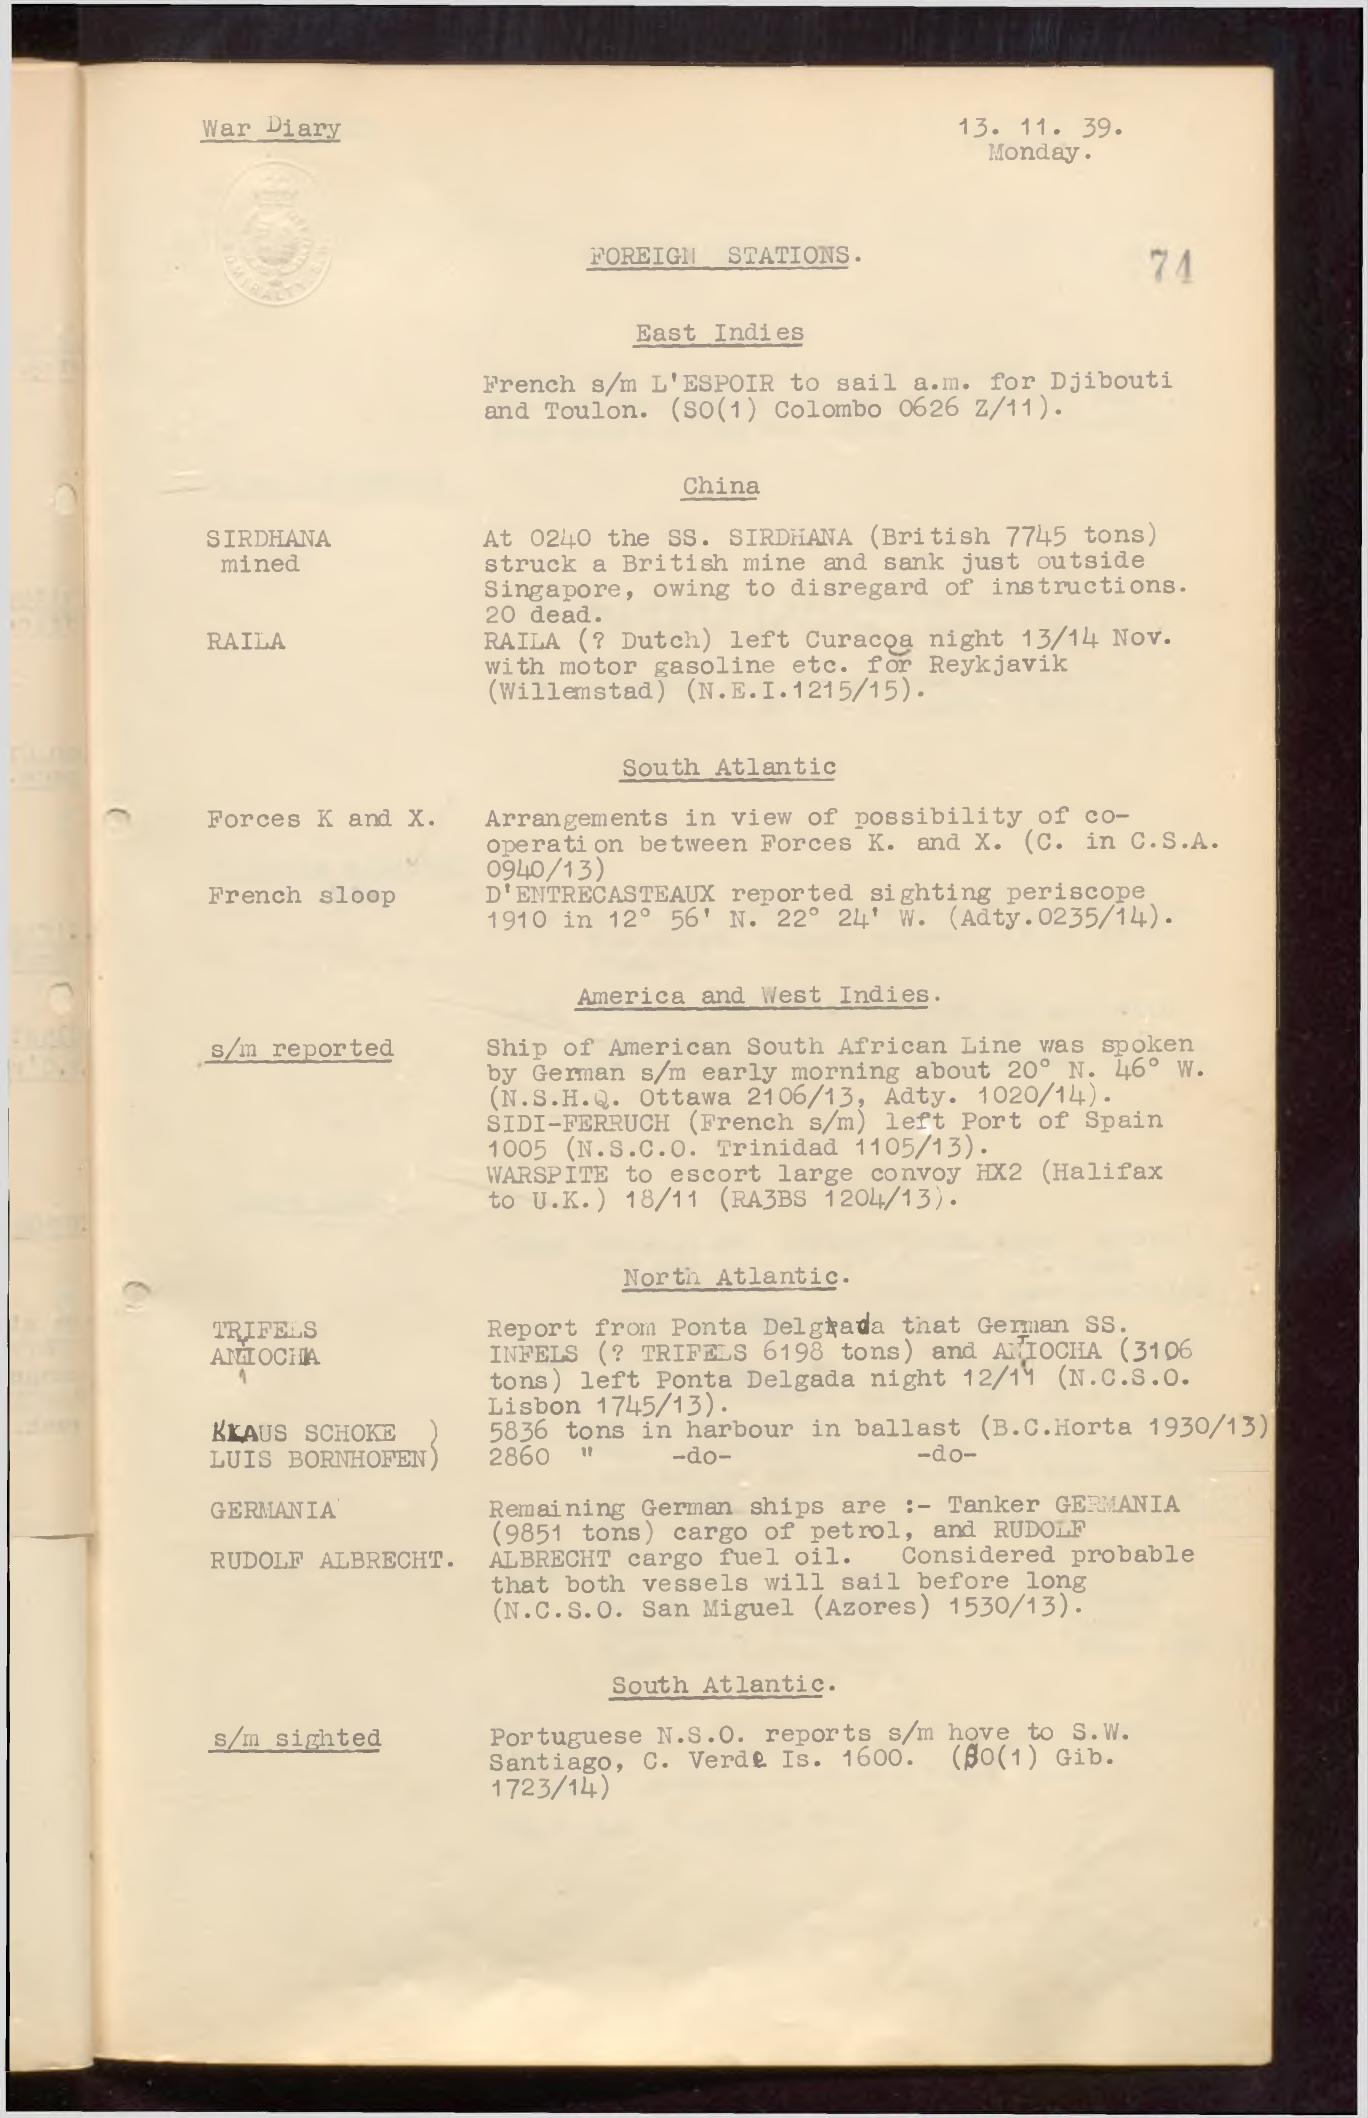 War Diary
13. 11. 39.
Monday.
ADMIRALTY. S.W.
FOREIGN STATIONS.
74
East Indies
French s/m L'ESPOIR to sail a.m. for Djibouti
and Toulon. (SO(1) Colombo 0626 Z/11).
China
SIRDHANA At 0240 the SS. SIRDHANA (British 7745 tons)
mined struck a British mine and sank just outside
Singapore, owing to disregard of instructions.
20 dead.
RAILA RAILA (? Dutch) left Curacoa night 13/14 Nov.
with motor gasoline etc. for Reykjavik
(Willemstad) (N.E.I.1215/15).
South Atlantic
Forces K and X. Arrangements in view of possibility of co-
operation between Forces K. and X. (C. in C.S.A.
0940/13)
French sloop D'ENTRECASTEAUX reported sighting periscope
1910 in 12° 56' N. 22° 24' W. (Adty.0235/14).
America and West Indies.
s/m reported Ship of American South African Line was spoken
by German s/m early morning about 20° N. 46° W.
(N.S.H.Q. Ottawa 2106/13, Adty. 1020/14).
SIDI-FERRUCH (French s/m) left Port of Spain
1005 (N.S.C.O. Trinidad 1105/13).
WARSPITE to escort large convoy HX2 (Halifax
to U.K.) 18/11 (RA3BS 1204/13).
North Atlantic.
TRIFELS Report from Ponta Delgada that German SS.
ANTIOCHA INFELS (? TRIFELS 6198 tons) and ANTIOCHA (3106
tons) left Ponta Delgada night 12/11 (N.C.S.O.
Lisbon 1745/13).
KLAUS SCHOKE ) 5836 tons in harbour in ballast (B.C.Horta 1930/13)
LUIS BORNHOFEN) 2860 " -do- -do-
GERMANIA Remaining German ships are :- Tanker GERMANIA
(9851 tons) cargo of petrol, and RUDOLF
RUDOLF ALBRECHT. ALBRECHT cargo fuel oil. Considered probable
that both vessels will sail before long
(N.C.S.O. San Miguel (Azores) 1530/13).
South Atlantic.
s/m sighted Portuguese N.S.O. reports s/m hove to S.W.
Santiago, C. Verde Is. 1600. (SO(1) Gib.
1723/14)